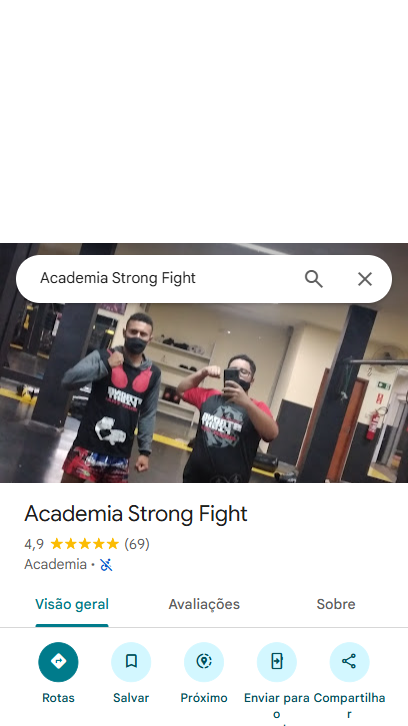 Academia Strong Fight
Academia Strong Fight
4,9 ★★★★★ (69)
Academia ·
Visão geral
Avaliações
Sobre
Rotas
Salvar
Próximo
Enviar para o
Compartilhar